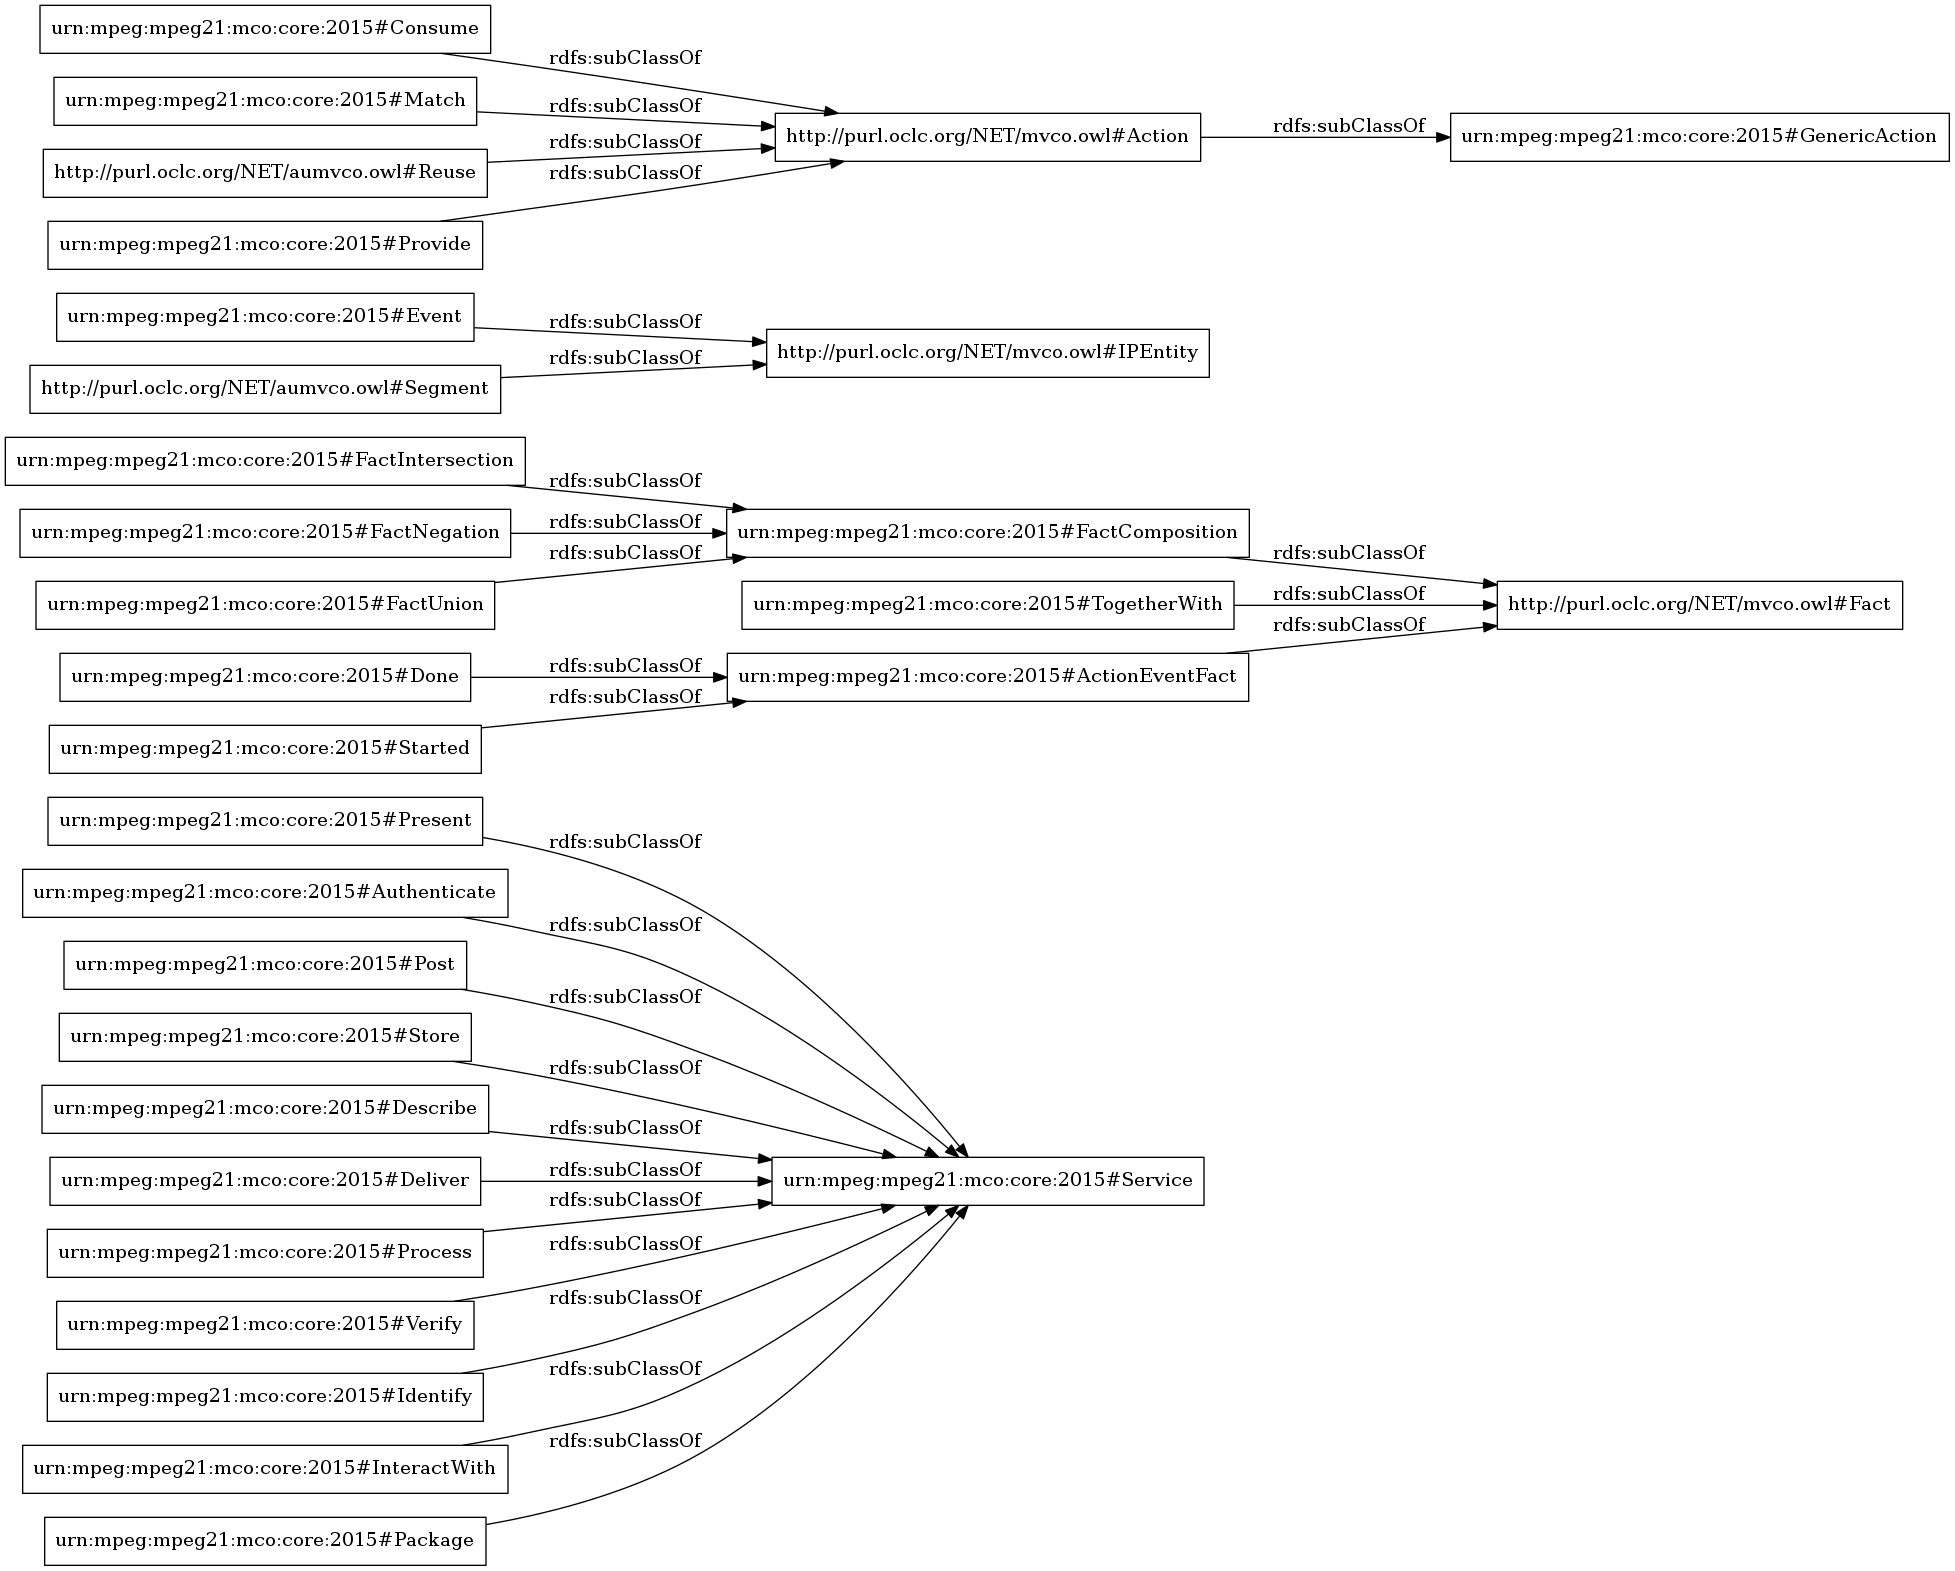 urn:mpeg:mpeg21:mco:core:2015#Consume
rdfs:subClassOf
urn:mpeg:mpeg21:mco:core:2015#Match
rdfs:subClassOf
http://purl.oclc.org/NET/mvco.owl#Action
rdfs:subClassOf
urn:mpeg:mpeg21:mco:core:2015#GenericAction
http://purl.oclc.org/NET/aumvco.owl#Reuse
rdfs:subClassOf
rdfs:subClassOf
urn:mpeg:mpeg21:mco:core:2015#Provide
urn:mpeg:mpeg21:mco:core:2015#Event
rdfs:subClassOf
http://purl.oclc.org/NET/mvco.owl#IPEntity
rdfs:subClassOf
http://purl.oclc.org/NET/aumvco.owl#Segment
urn:mpeg:mpeg21:mco:core:2015#FactIntersection
rdfs:subClassOf
urn:mpeg:mpeg21:mco:core:2015#FactNegation
rdfs:subClassOf
urn:mpeg:mpeg21:mco:core:2015#FactComposition
rdfs:subClassOf
rdfs:subClassOf
urn:mpeg:mpeg21:mco:core:2015#FactUnion
urn:mpeg:mpeg21:mco:core:2015#TogetherWith
rdfs:subClassOf
http://purl.oclc.org/NET/mvco.owl#Fact
rdfs:subClassOf
urn:mpeg:mpeg21:mco:core:2015#Done
rdfs:subClassOf
urn:mpeg:mpeg21:mco:core:2015#ActionEventFact
rdfs:subClassOf
urn:mpeg:mpeg21:mco:core:2015#Started
urn:mpeg:mpeg21:mco:core:2015#Present
rdfs:subClassOf
urn:mpeg:mpeg21:mco:core:2015#Authenticate
rdfs:subClassOf
urn:mpeg:mpeg21:mco:core:2015#Post
rdfs:subClassOf
urn:mpeg:mpeg21:mco:core:2015#Store
rdfs:subClassOf
urn:mpeg:mpeg21:mco:core:2015#Describe
rdfs:subClassOf
urn:mpeg:mpeg21:mco:core:2015#Deliver
rdfs:subClassOf
urn:mpeg:mpeg21:mco:core:2015#Service
rdfs:subClassOf
urn:mpeg:mpeg21:mco:core:2015#Process
rdfs:subClassOf
urn:mpeg:mpeg21:mco:core:2015#Verify
rdfs:subClassOf
urn:mpeg:mpeg21:mco:core:2015#Identify
rdfs:subClassOf
urn:mpeg:mpeg21:mco:core:2015#InteractWith
rdfs:subClassOf
urn:mpeg:mpeg21:mco:core:2015#Package